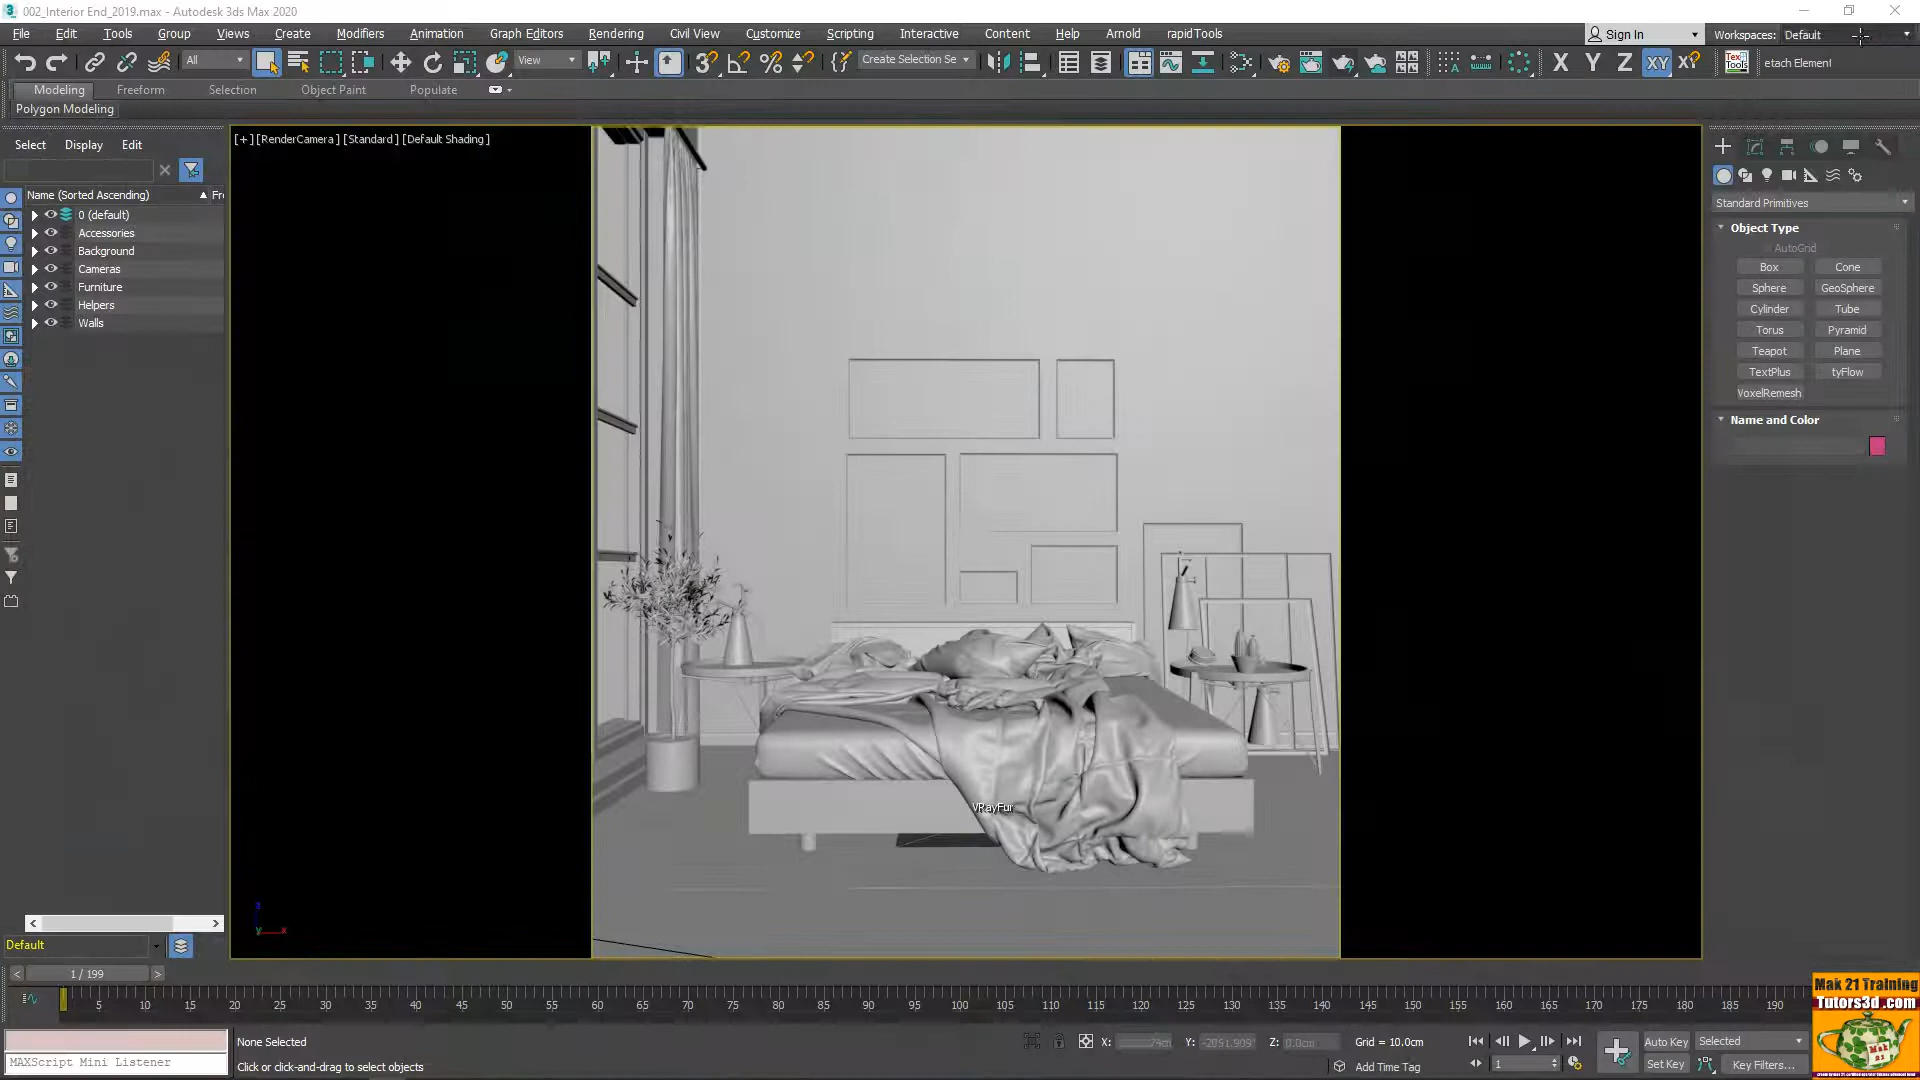 002_Interior End_2019.max - Autodesk 3ds Max 2020
File Edit Tools Group Views Create Modifiers Animation Graph Editors Rendering Civil View Customize Scripting Interactive Content Help Arnold rapidTools
Sign In
Workspaces: Default
All
View
Create Selection Se
X Y Z XY
etach Element
Modeling Freeform Selection Object Paint Populate
Polygon Modeling
Select Display Edit
Name (Sorted Ascending)
Fr
0 (default)
Accessories
Background
Cameras
Furniture
Helpers
Walls
[+] [RenderCamera ] [Standard ] [Default Shading ]
VRayFur
Standard Primitives
Object Type
AutoGrid
Box Cone
Sphere GeoSphere
Cylinder Tube
Torus Pyramid
Teapot Plane
TextPlus tyFlow
VoxelRemesh
Name and Color
Default
1 / 199
5 10 15 20 25 30 35 40 45 50 55 60 65 70 75 80 85 90 95 100 105 110 115 120 125 130 135 140 145 150 155 160 165 170 175 180 185 190
MAXScript Mini Listener
None Selected
Click or click-and-drag to select objects
X:
Y:
Z: 0.0cm
Grid = 10.0cm
Add Time Tag
1
Auto Key
Selected
Set Key
Key Filters...
Mak 21 Training
Tutors3d .com
Mak
21